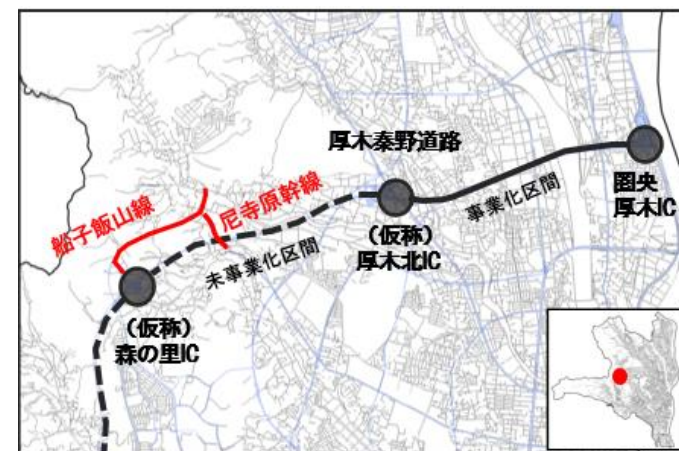 厚木秦野道路
圏央
厚木IC
事業化区間
(仮称)
厚木北IC
尼寺原幹線
船子飯山線
未事業化区間
(仮称)
森の里IC